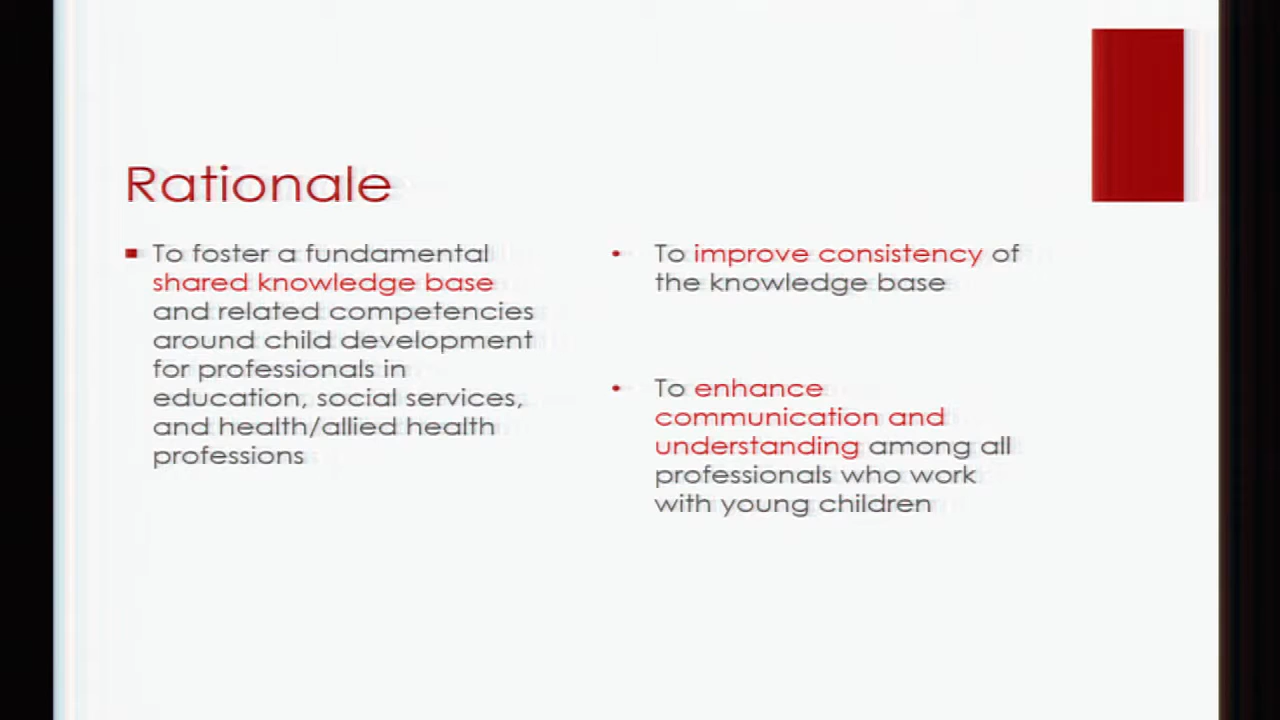 Rationale
To foster a fundamental
shared knowledge base
and related competencies
around child development
for professionals in
education, social services,
and health/allied health
professions
• To improve consistency of
the knowledge base
• To enhance
communication and
understanding among all
professionals who work
with young children